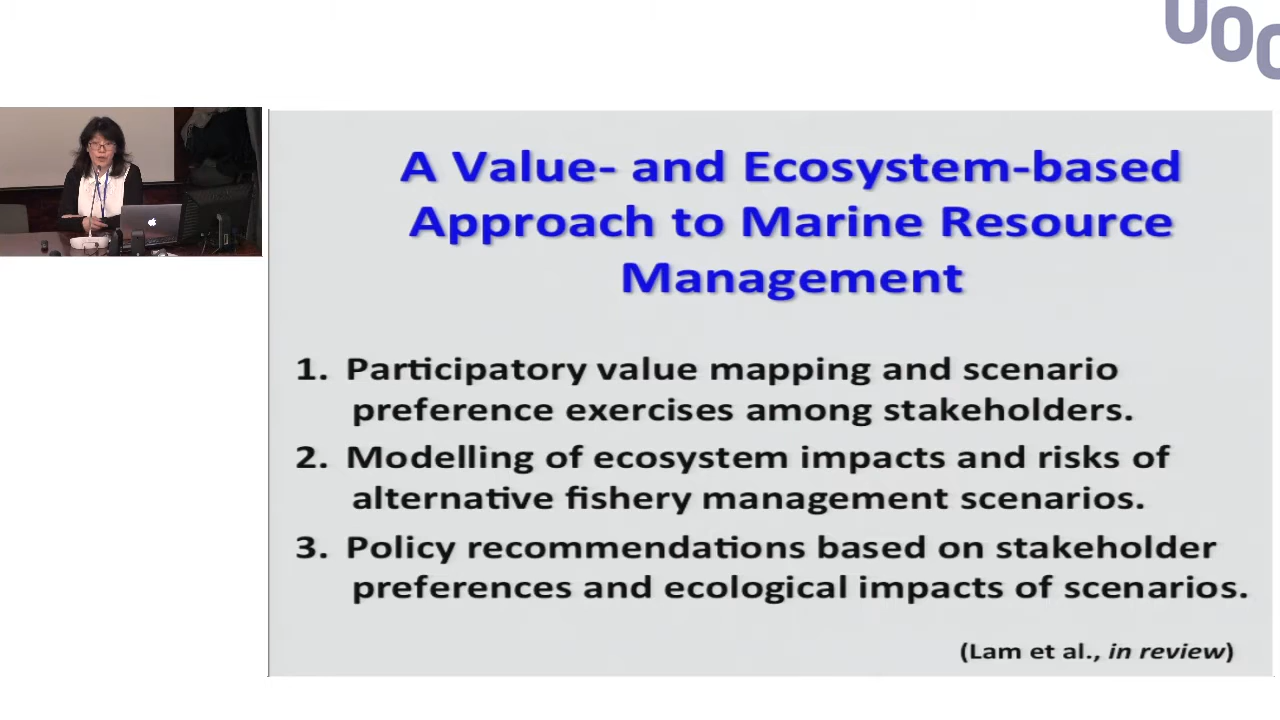 UOC
A Value- and Ecosystem-based
Approach to Marine Resource
Management
1. Participatory value mapping and scenario
preference exercises among stakeholders.
2. Modelling of ecosystem impacts and risks of
alternative fishery management scenarios.
3. Policy recommendations based on stakeholder
preferences and ecological impacts of scenarios.
(Lam et al., in review)